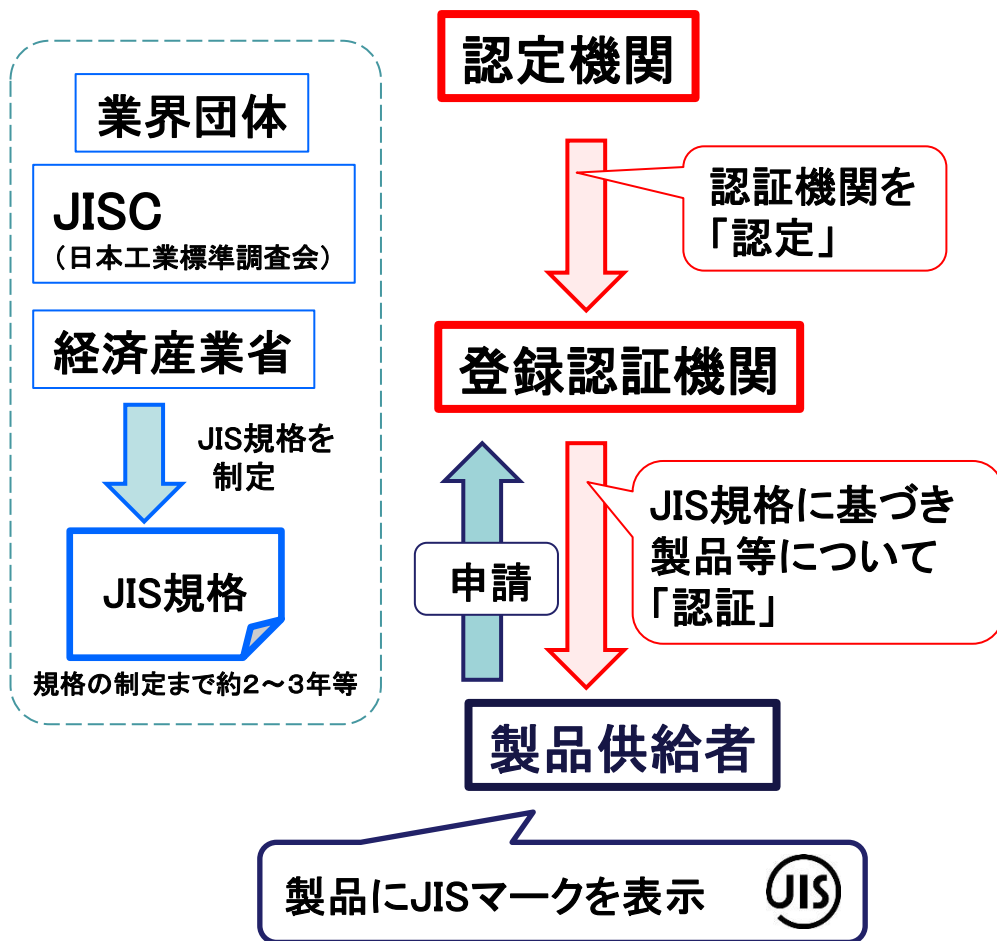 業界団体
JISC
（日本工業標準調査会）
経済産業省
JIS規格を
制定
JIS規格
規格の制定まで約2～3年等
認定機関
認証機関を
「認定」
登録認証機関
申請
JIS規格に基づき
製品等について
「認証」
製品供給者
製品にJISマークを表示
JIS